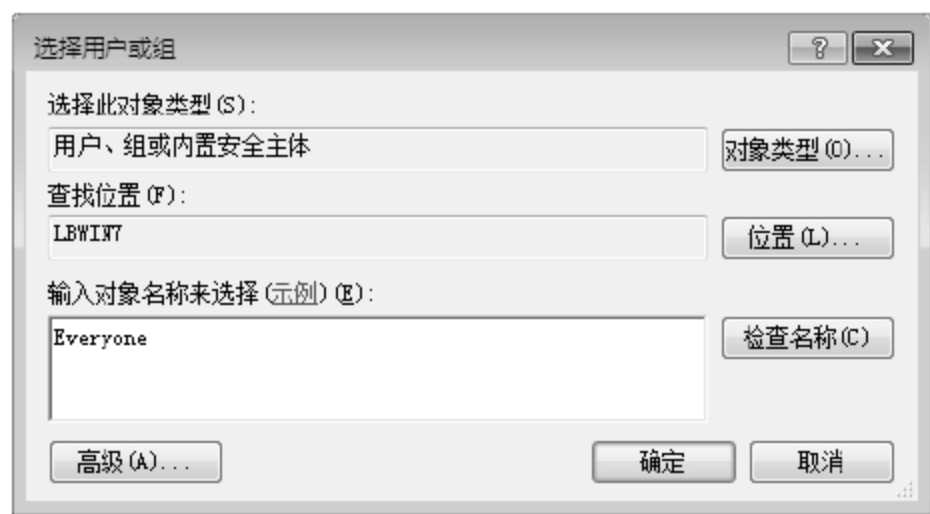 选择用户或组
选择此对象类型(S):
用户、组或内置安全主体
对象类型(O)...
查找位置(F):
LBWIN7
位置(L)...
输入对象名称来选择(示例)(E):
Everyone
检查名称(C)
高级(A)...
确定
取消